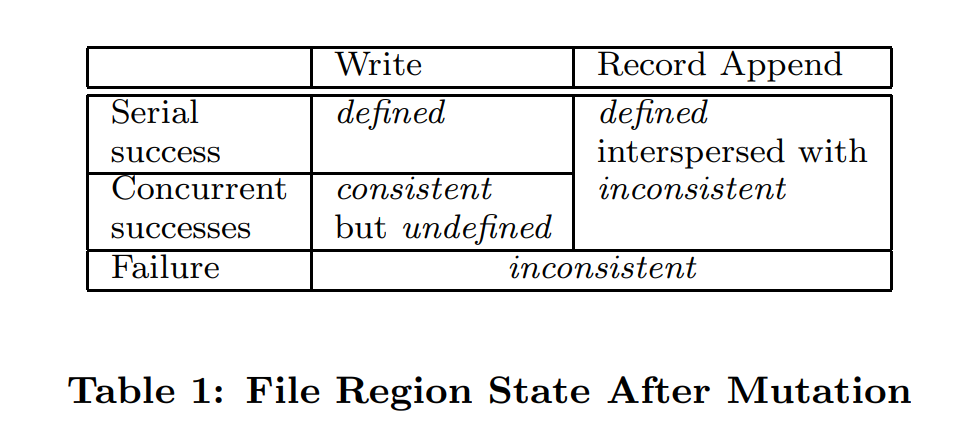 Write Record Append
Serial defined defined
success interspersed with
Concurrent consistent inconsistent
successes but undefined
Failure inconsistent
Table 1: File Region State After Mutation